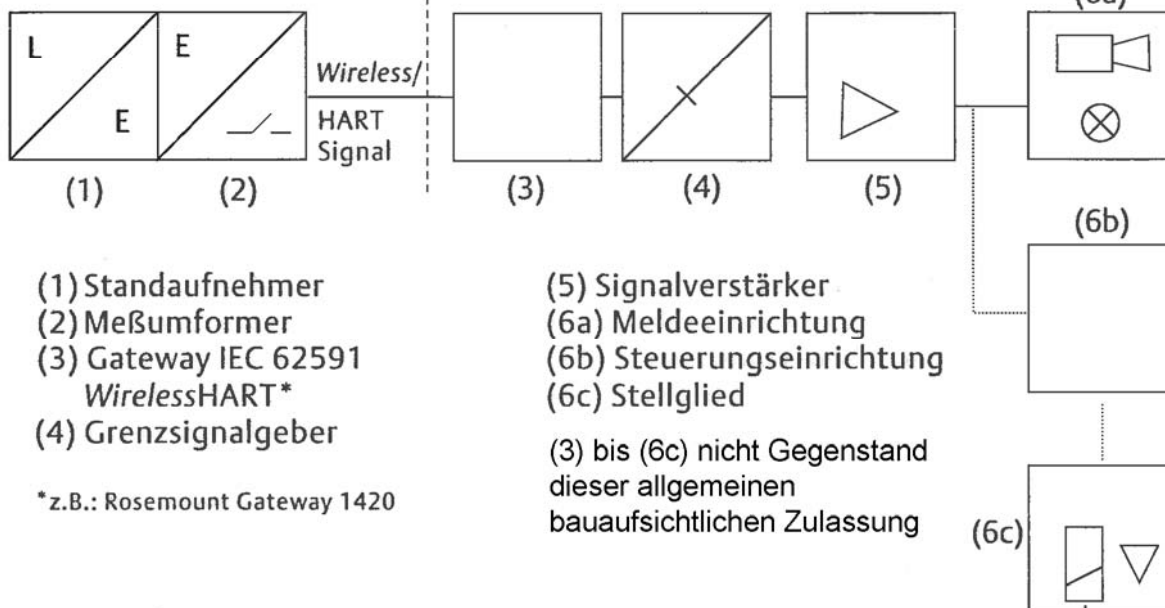 (6a)
L
E
E
Wireless/
HART
Signal
(1)
(2)
(3)
(4)
(5)
(6b)
(1) Standaufnehmer
(2) Meßumformer
(3) Gateway IEC 62591
WirelessHART*
(4) Grenzsignalgeber
*z.B.: Rosemount Gateway 1420
(5) Signalverstärker
(6a) Meldeeinrichtung
(6b) Steuerungseinrichtung
(6c) Stellglied
(3) bis (6c) nicht Gegenstand
dieser allgemeinen
bauaufsichtlichen Zulassung
(6c)